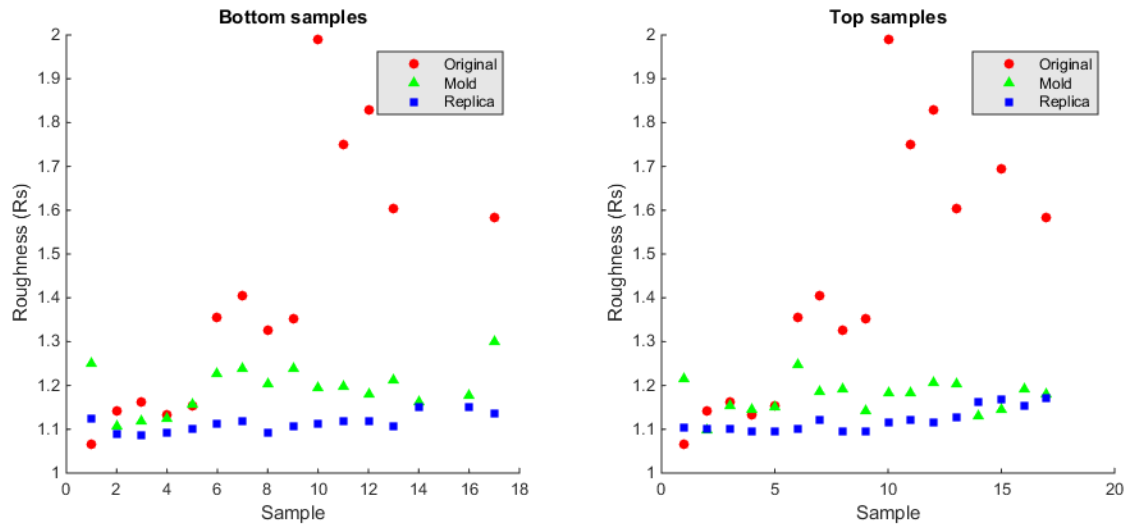 Bottom samples
2
1.9
1.8
1.7
1.6
1.5
1.4
1.3
1.2
1.1
1
Roughness (Rs)
0 2 4 6 8 10 12 14 16 18
Sample
Original
Mold
Replica
Top samples
2
1.9
1.8
1.7
1.6
1.5
1.4
1.3
1.2
1.1
1
Roughness (Rs)
0 5 10 15 20
Sample
Original
Mold
Replica